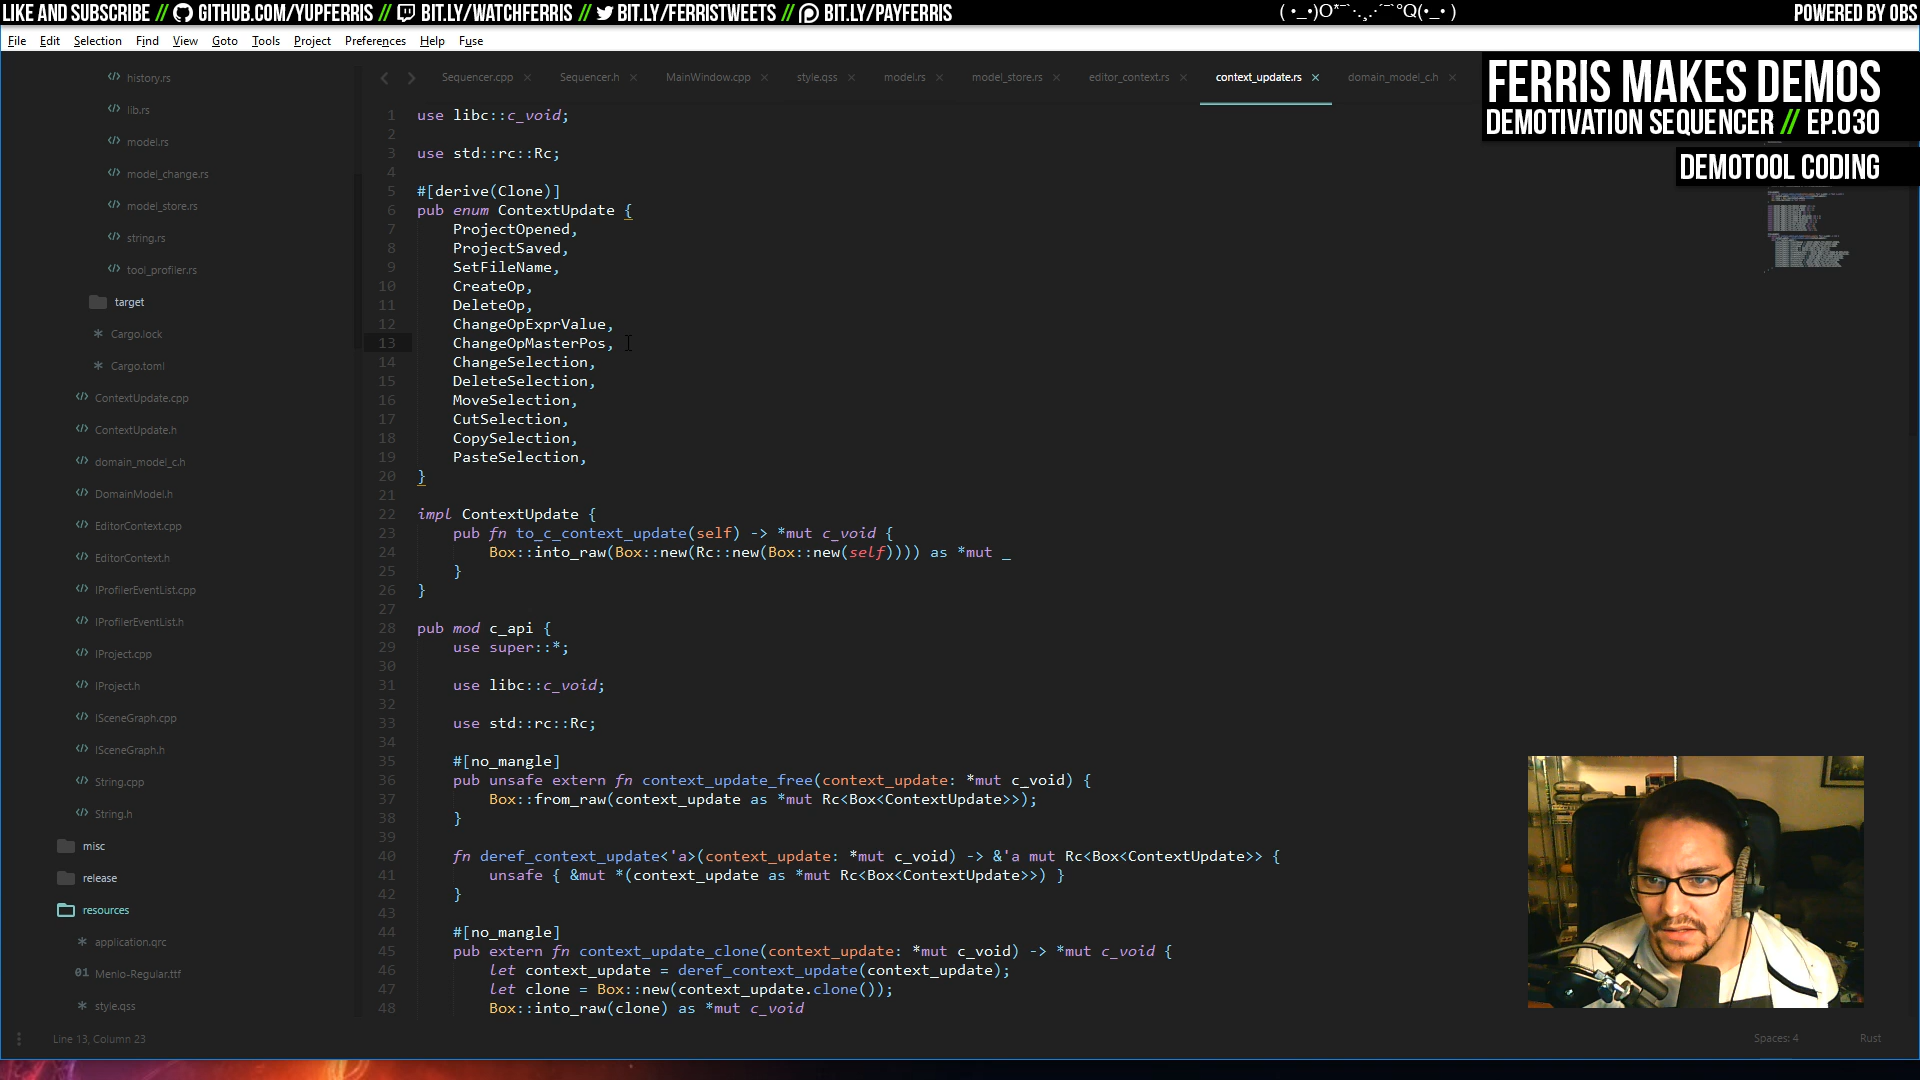 LIKE AND SUBSCRIBE // GITHUB.COM/YUPFERRIS // BIT.LY/WATCHFERRIS // BIT.LY/FERRISTWEETS // BIT.LY/PAYFERRIS
POWERED BY OBS
File Edit Selection Find View Goto Tools Project Preferences Help Fuse
Sequencer.cpp × Sequencer.h × MainWindow.cpp × style.qss × model.rs × model_store.rs × editor_context.rs × context_update.rs × domain_model_c.h ×
FERRIS MAKES DEMOS
DEMOTIVATION SEQUENCER // EP.030
DEMOTOOL CODING
history.rs
lib.rs
model.rs
model_change.rs
model_store.rs
string.rs
tool_profiler.rs
target
Cargo.lock
Cargo.toml
ContextUpdate.cpp
ContextUpdate.h
domain_model_c.h
DomainModel.h
EditorContext.cpp
EditorContext.h
IProfilerEventList.cpp
IProfilerEventList.h
IProject.cpp
IProject.h
ISceneGraph.cpp
ISceneGraph.h
String.cpp
String.h
misc
release
resources
application.qrc
01 Menlo-Regular.ttf
style.qss
1 use libc::c_void;
2
3 use std::rc::Rc;
4
5 #[derive(Clone)]
6 pub enum ContextUpdate {
7     ProjectOpened,
8     ProjectSaved,
9     SetFileName,
10     CreateOp,
11     DeleteOp,
12     ChangeOpExprValue,
13     ChangeOpMasterPos,
14     ChangeSelection,
15     DeleteSelection,
16     MoveSelection,
17     CutSelection,
18     CopySelection,
19     PasteSelection,
20 }
21
22 impl ContextUpdate {
23     pub fn to_c_context_update(self) -> *mut c_void {
24         Box::into_raw(Box::new(Rc::new(Box::new(self)))) as *mut _
25     }
26 }
27
28 pub mod c_api {
29     use super::*;
30
31     use libc::c_void;
32
33     use std::rc::Rc;
34
35     #[no_mangle]
36     pub unsafe extern fn context_update_free(context_update: *mut c_void) {
37         Box::from_raw(context_update as *mut Rc<Box<ContextUpdate>>);
38     }
39
40     fn deref_context_update<'a>(context_update: *mut c_void) -> &'a mut Rc<Box<ContextUpdate>> {
41         unsafe { &mut *(context_update as *mut Rc<Box<ContextUpdate>>) }
42     }
43
44     #[no_mangle]
45     pub extern fn context_update_clone(context_update: *mut c_void) -> *mut c_void {
46         let context_update = deref_context_update(context_update);
47         let clone = Box::new(context_update.clone());
48         Box::into_raw(clone) as *mut c_void
Line 13, Column 23
Spaces: 4
Rust